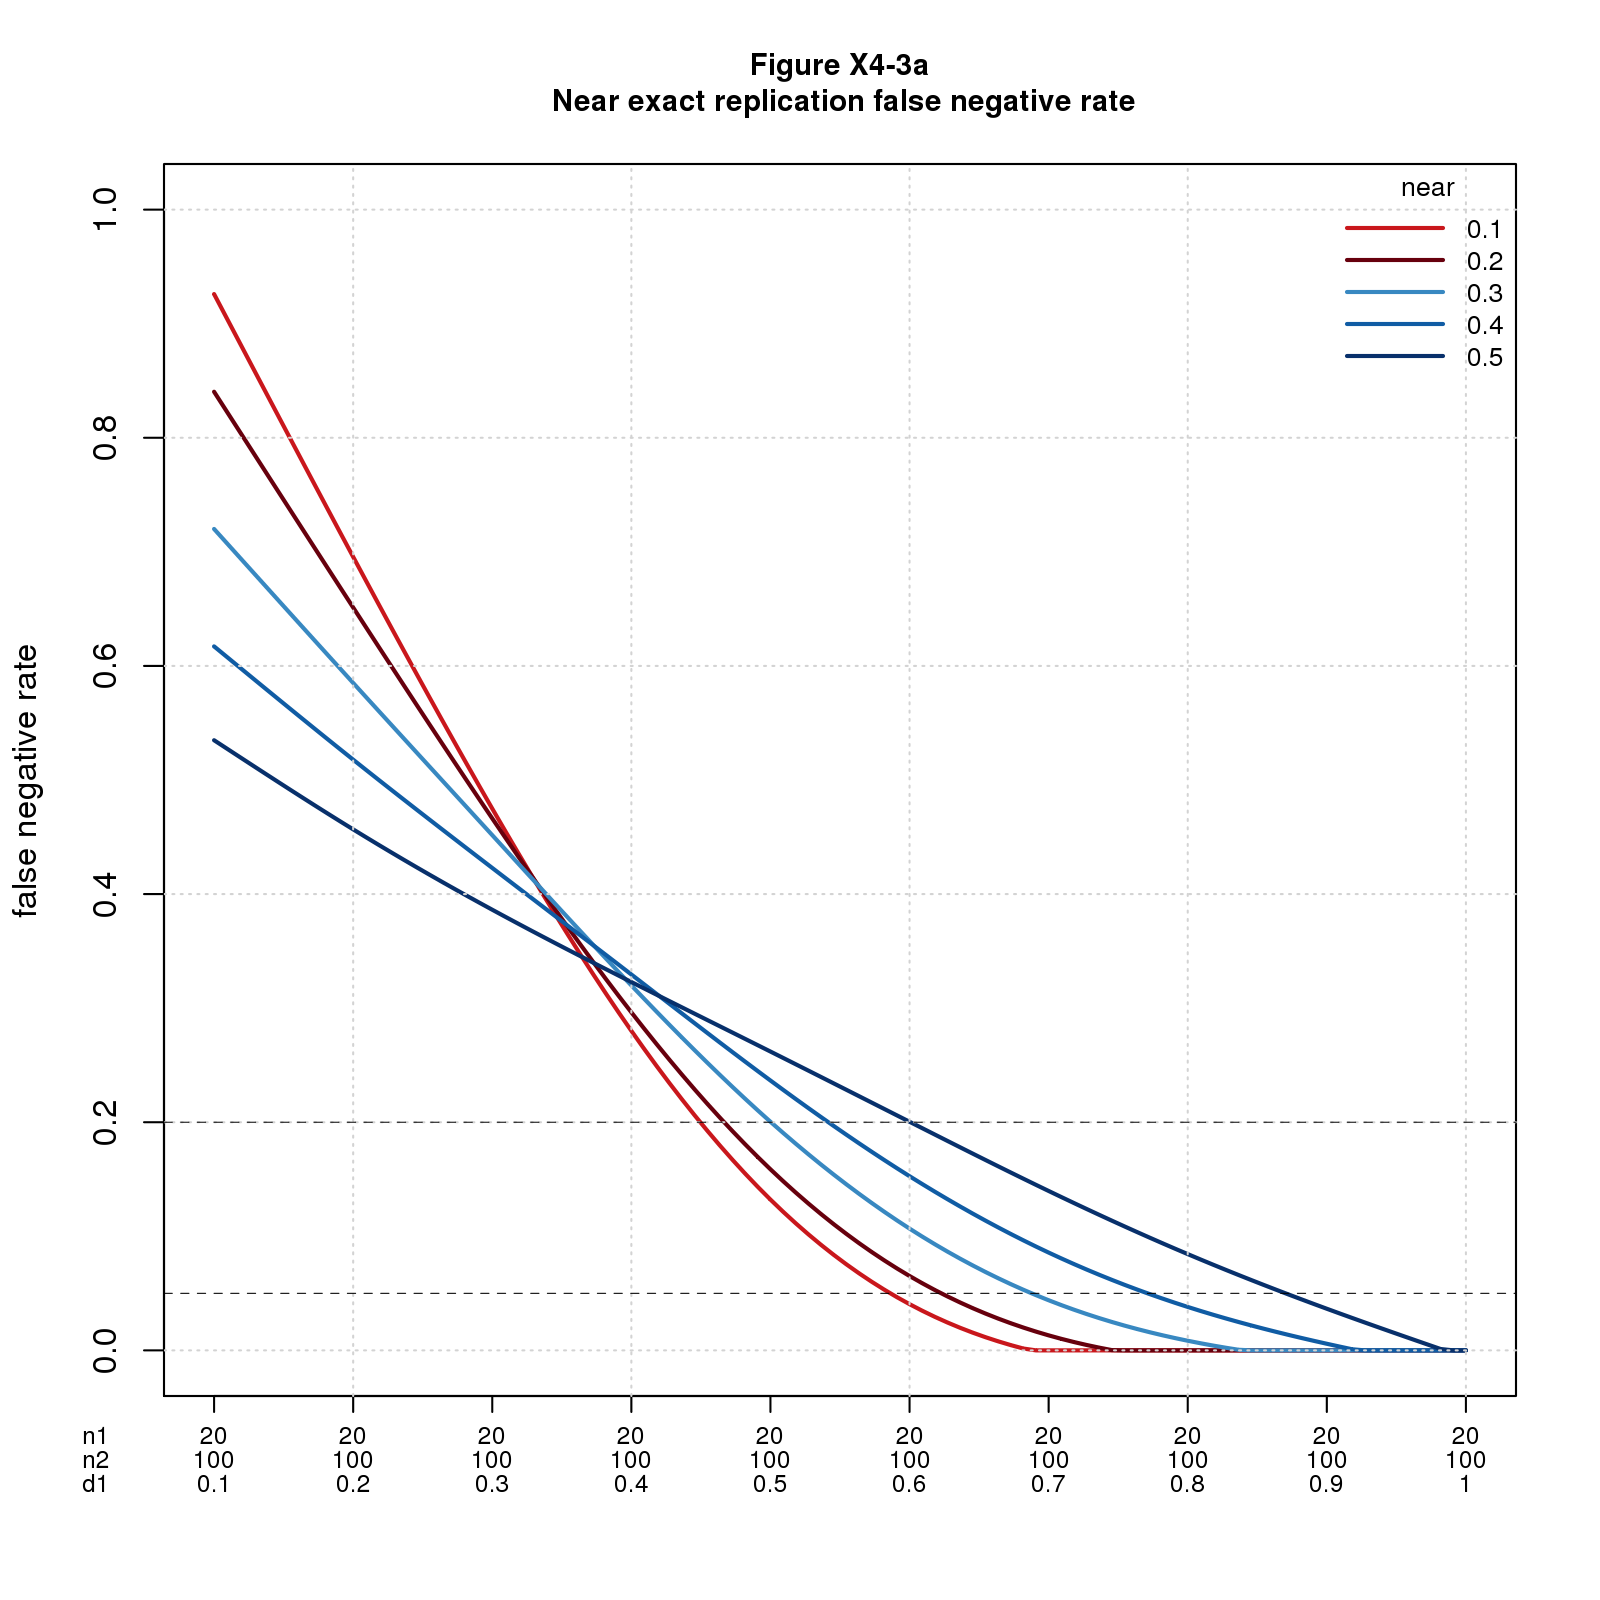 Figure X4-3a
Near exact replication false negative rate
near
0.1
0.2
0.3
0.4
0.5
false negative rate
1.0
0.8
0.6
0.4
0.2
0.0
n1 20 20 20 20 20 20 20 20 20 20
n2 100 100 100 100 100 100 100 100 100 100
d1 0.1 0.2 0.3 0.4 0.5 0.6 0.7 0.8 0.9 1